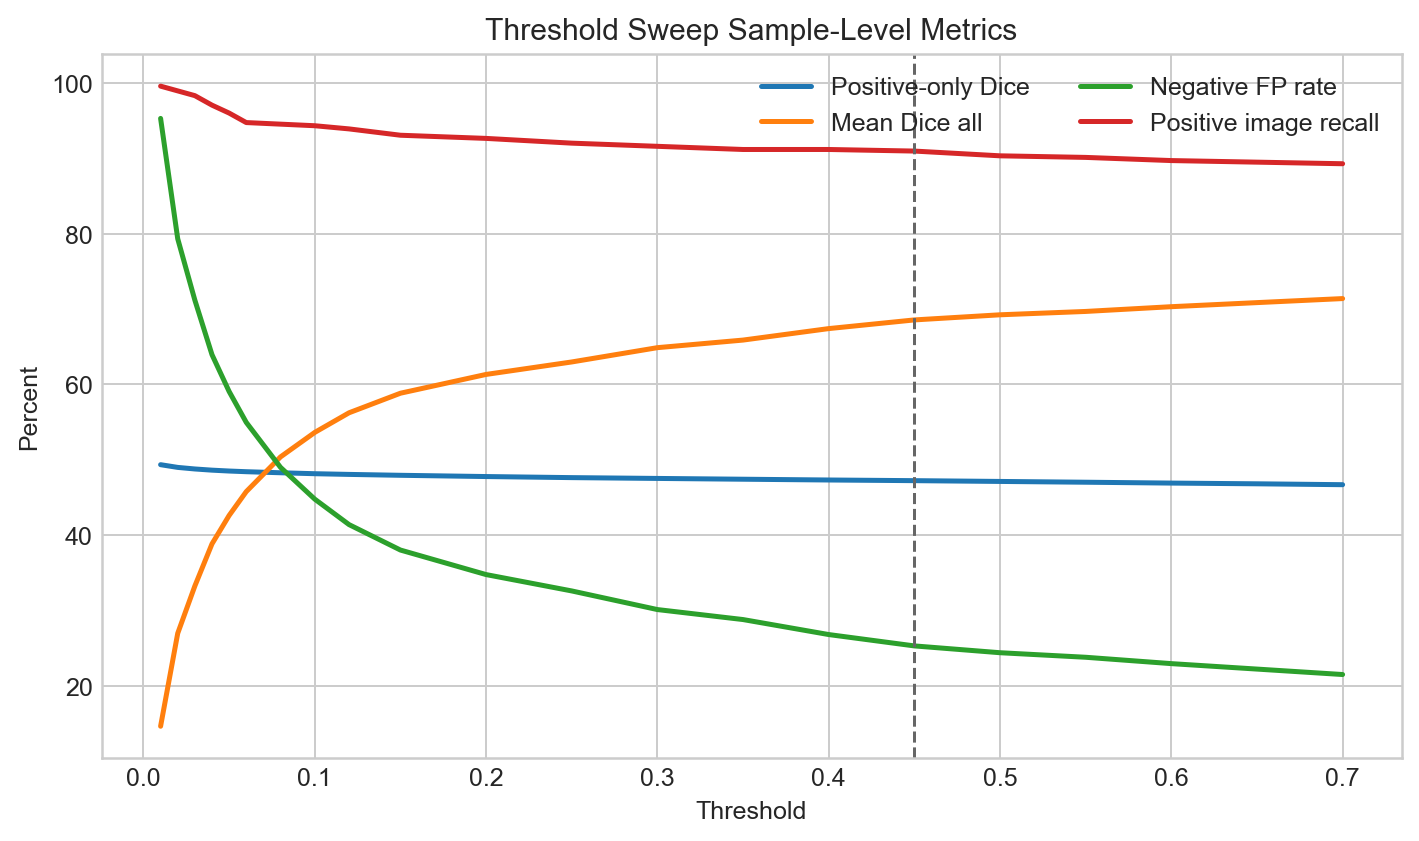 Threshold Sweep Sample-Level Metrics
Positive-only Dice
Mean Dice all
Negative FP rate
Positive image recall
Percent
100
80
60
40
20
0.0 0.1 0.2 0.3 0.4 0.5 0.6 0.7
Threshold